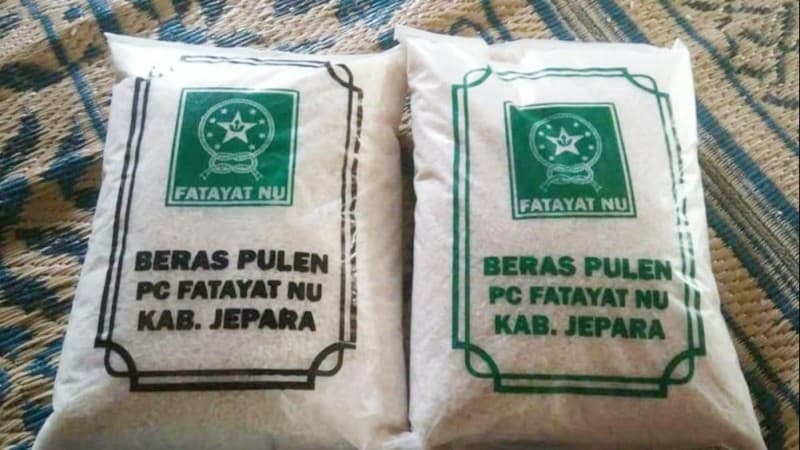 FATAYAT NU
BERAS PULEN
PC FATAYAT NU
KAB. JEPARA
FATAYAT NU
BERAS PULEN
PC FATAYAT NU
KAB. JEPARA